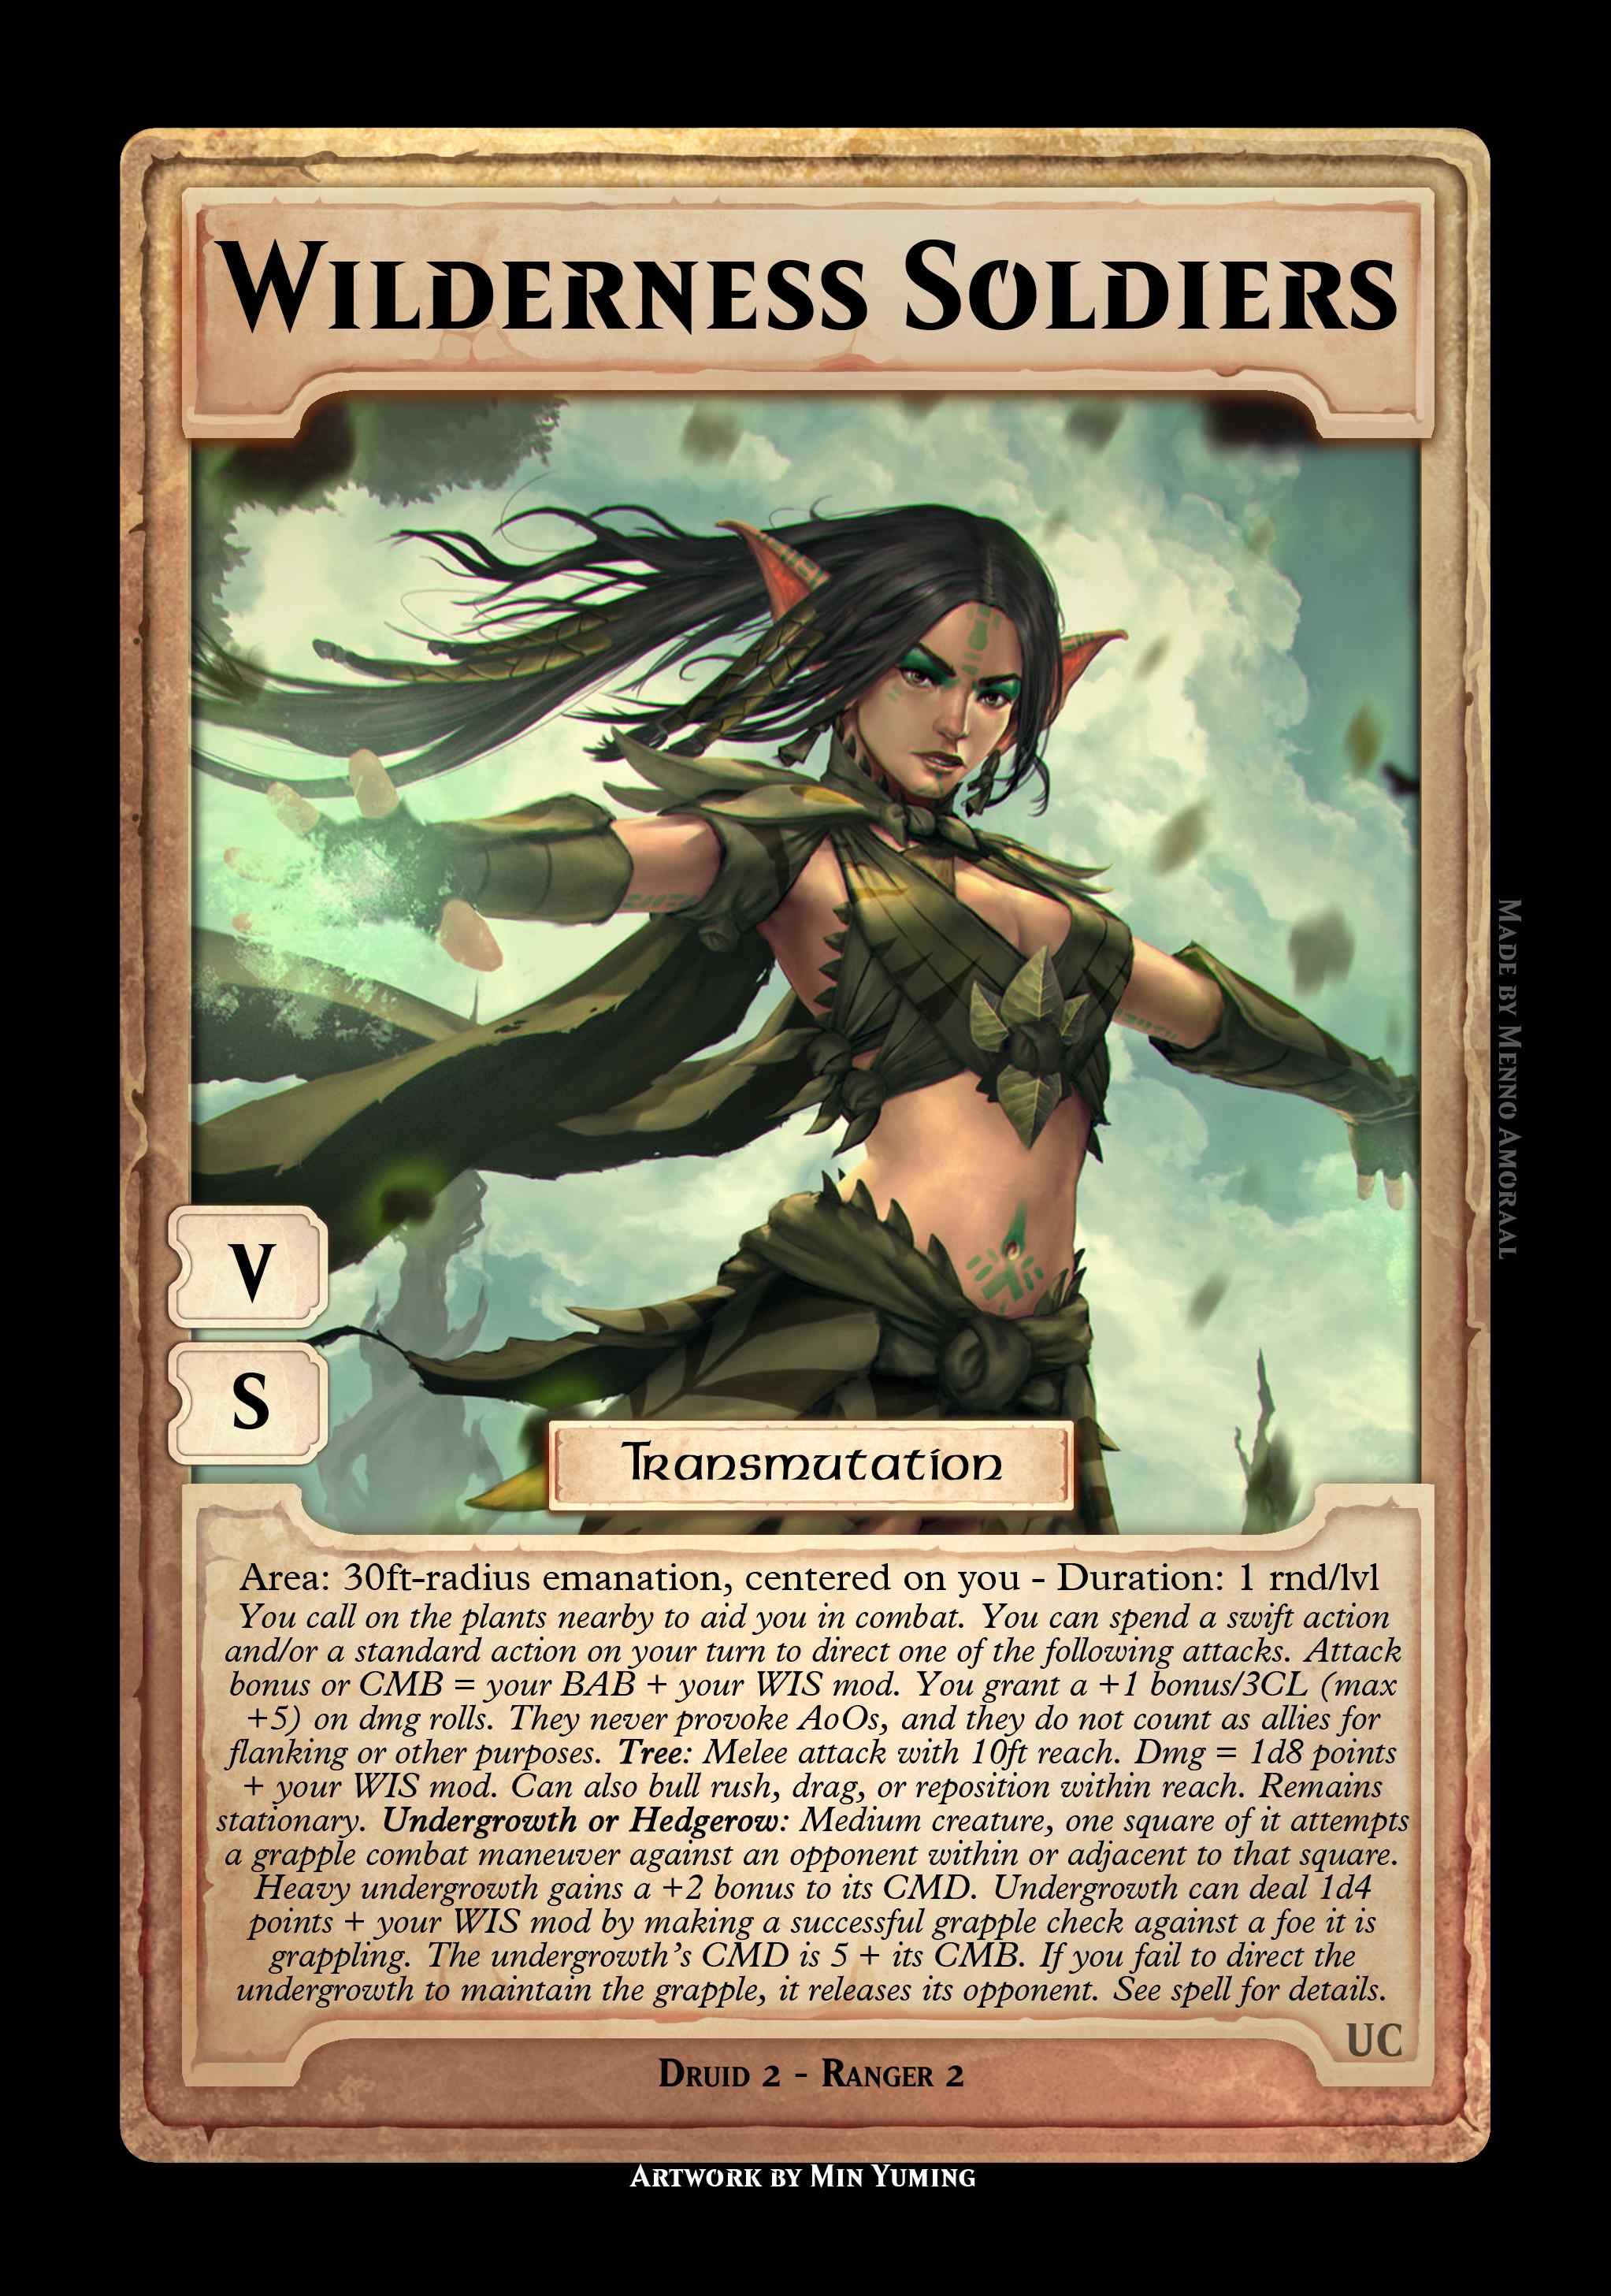 Wilderness Soldiers
Made by Menno Amoraal
V
S
Transmutation
Area: 30ft-radius emanation, centered on you - Duration: 1 rnd/lvl
You call on the plants nearby to aid you in combat. You can spend a swift action
and/or a standard action on your turn to direct one of the following attacks. Attack
bonus or CMB = your BAB + your WIS mod. You grant a +1 bonus/3CL (max
+5) on dmg rolls. They never provoke AoOs, and they do not count as allies for
flanking or other purposes. Tree: Melee attack with 10ft reach. Dmg = 1d8 points
+ your WIS mod. Can also bull rush, drag, or reposition within reach. Remains
stationary. Undergrowth or Hedgerow: Medium creature, one square of it attempts
a grapple combat maneuver against an opponent within or adjacent to that square.
Heavy undergrowth gains a +2 bonus to its CMD. Undergrowth can deal 1d4
points + your WIS mod by making a successful grapple check against a foe it is
grappling. The undergrowth's CMD is 5 + its CMB. If you fail to direct the
undergrowth to maintain the grapple, it releases its opponent. See spell for details.
UC
Druid 2 - Ranger 2
Artwork by Min Yuming